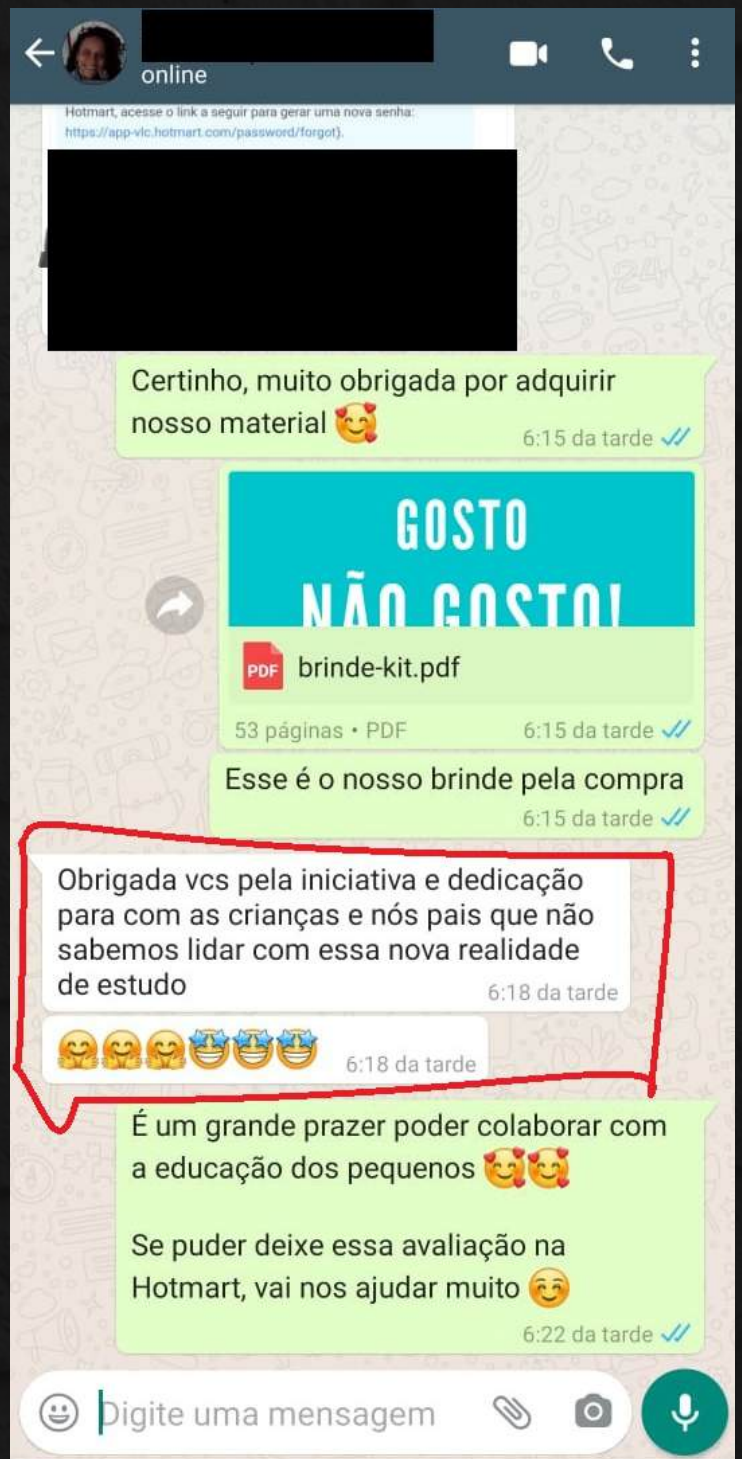 online
Hotmart, acesse o link a seguir para gerar uma nova senha:
https://app-vlc.hotmart.com/password/forgot}.
Certinho, muito obrigada por adquirir
nosso material 🥰
6:15 da tarde
GOSTO
NÃO GOSTO!
PDF
brinde-kit.pdf
53 páginas • PDF
6:15 da tarde
Esse é o nosso brinde pela compra
6:15 da tarde
Obrigada vcs pela iniciativa e dedicação
para com as crianças e nós pais que não
sabemos lidar com essa nova realidade
de estudo
6:18 da tarde
🤗🤗🤗🤩🤩🤩
6:18 da tarde
É um grande prazer poder colaborar com
a educação dos pequenos 🥰🥰
Se puder deixe essa avaliação na
Hotmart, vai nos ajudar muito ☺️
6:22 da tarde
Digite uma mensagem